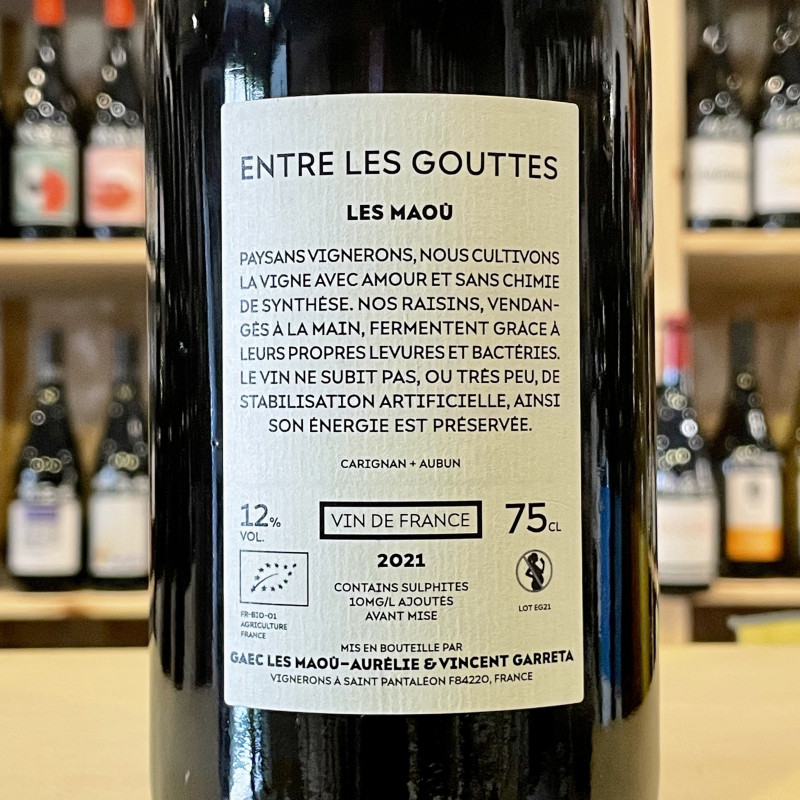 ENTRE LES GOUTTES
LES MAOÙ
PAYSANS VIGNERONS, NOUS CULTIVONS
LA VIGNE AVEC AMOUR ET SANS CHIMIE
DE SYNTHÈSE. NOS RAISINS, VENDAN-
GÉS À LA MAIN, FERMENTENT GRÂCE À
LEURS PROPRES LEVURES ET BACTÉRIES.
LE VIN NE SUBIT PAS, OU TRÈS PEU, DE
STABILISATION ARTIFICIELLE, AINSI
SON ÉNERGIE EST PRÉSERVÉE.
CARIGNAN + AUBUN
12% VOL.
VIN DE FRANCE
75CL
2021
CONTAINS SULPHITES
10MG/L AJOUTÉS
AVANT MISE
FR-BIO-01
AGRICULTURE
FRANCE
LOT EG21
MIS EN BOUTEILLE PAR
GAEC LES MAOÙ–AURÉLIE & VINCENT GARRETA
VIGNERONS À SAINT PANTALÉON F84220, FRANCE